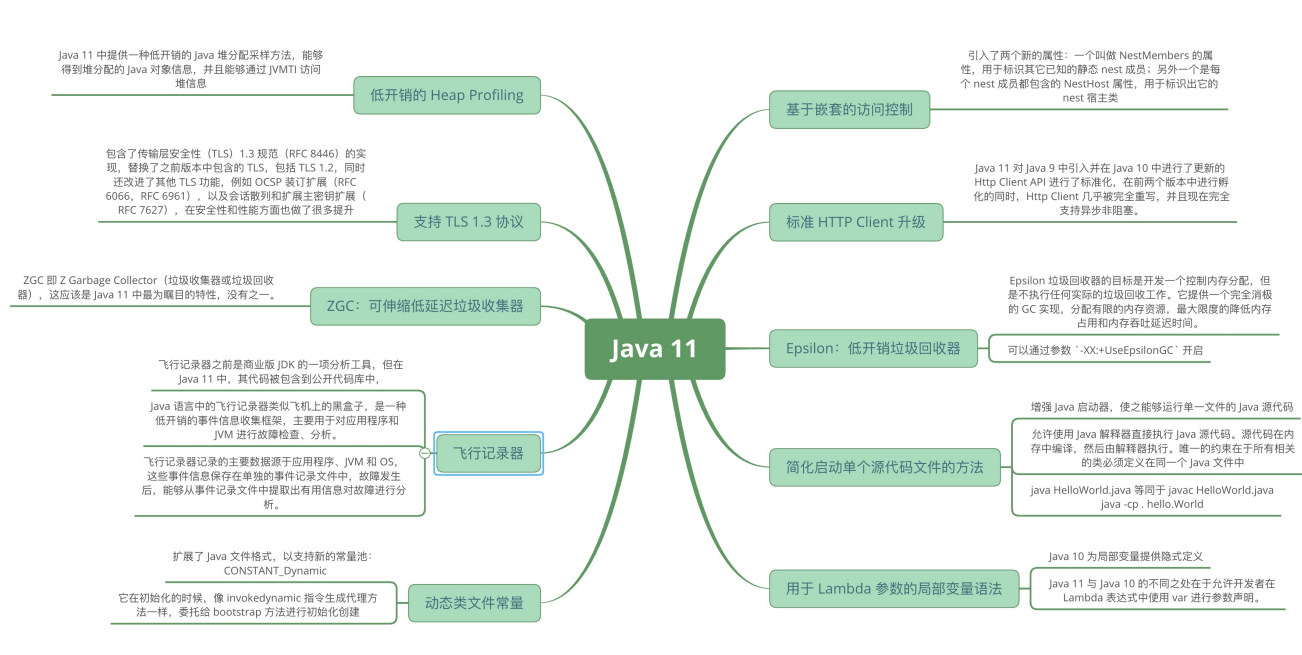 Java 11
Java 11 中提供一种低开销的 Java 堆分配采样方法，能够
得到堆分配的 Java 对象信息，并且能够通过 JVMTI 访问
堆信息
低开销的 Heap Profiling
包含了传输层安全性（TLS）1.3 规范（RFC 8446）的实
现，替换了之前版本中包含的 TLS，包括 TLS 1.2，同时
还改进了其他 TLS 功能，例如 OCSP 装订扩展（RFC
6066，RFC 6961），以及会话散列和扩展主密钥扩展（
RFC 7627），在安全性和性能方面也做了很多提升
支持 TLS 1.3 协议
ZGC 即 Z Garbage Collector（垃圾收集器或垃圾回收
器），这应该是 Java 11 中最为瞩目的特性，没有之一。
ZGC：可伸缩低延迟垃圾收集器
飞行记录器之前是商业版 JDK 的一项分析工具，但在
Java 11 中，其代码被包含到公开代码库中，
Java 语言中的飞行记录器类似飞机上的黑盒子，是一种
低开销的事件信息收集框架，主要用于对应用程序和
JVM 进行故障检查、分析。
飞行记录器记录的主要数据源于应用程序、JVM 和 OS，
这些事件信息保存在单独的事件记录文件中，故障发生
后，能够从事件记录文件中提取出有用信息对故障进行分
析。
飞行记录器
扩展了 Java 文件格式，以支持新的常量池：
CONSTANT_Dynamic
它在初始化的时候，像 invokedynamic 指令生成代理方
法一样，委托给 bootstrap 方法进行初始化创建
动态类文件常量
引入了两个新的属性：一个叫做 NestMembers 的属
性，用于标识其它已知的静态 nest 成员；另外一个是每
个 nest 成员都包含的 NestHost 属性，用于标识出它的
nest 宿主类
基于嵌套的访问控制
Java 11 对 Java 9 中引入并在 Java 10 中进行了更新的
Http Client API 进行了标准化，在前两个版本中进行孵
化的同时，Http Client 几乎被完全重写，并且现在完全
支持异步非阻塞。
标准 HTTP Client 升级
Epsilon 垃圾回收器的目标是开发一个控制内存分配，但
是不执行任何实际的垃圾回收工作。它提供一个完全消极
的 GC 实现，分配有限的内存资源，最大限度的降低内存
占用和内存吞吐延迟时间。
可以通过参数 `-XX:+UseEpsilonGC` 开启
Epsilon：低开销垃圾回收器
增强 Java 启动器，使之能够运行单一文件的 Java 源代码
允许使用 Java 解释器直接执行 Java 源代码。源代码在内
存中编译，然后由解释器执行。唯一的约束在于所有相关
的类必须定义在同一个 Java 文件中
java HelloWorld.java 等同于 javac HelloWorld.java
java -cp . hello.World
简化启动单个源代码文件的方法
Java 10 为局部变量提供隐式定义
Java 11 与 Java 10 的不同之处在于允许开发者在
Lambda 表达式中使用 var 进行参数声明。
用于 Lambda 参数的局部变量语法